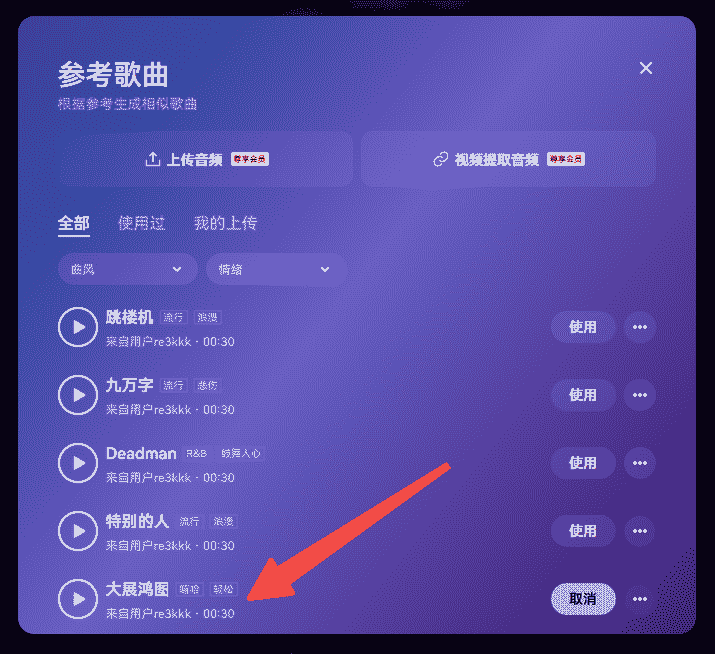 参考歌曲
根据参考生成相似歌曲
上传音频 尊享会员 视频提取音频 尊享会员
全部 使用过 我的上传
曲风 情绪
跳楼机 流行 浪漫 使用
来自用户re3kkk · 00:30
九万字 流行 悲伤 使用
来自用户re3kkk · 00:30
Deadman R&B 鼓舞人心 使用
来自用户re3kkk · 00:30
特别的人 流行 浪漫 使用
来自用户re3kkk · 00:30
大展鸿图 嘻哈 轻松 取消
来自用户re3kkk · 00:30